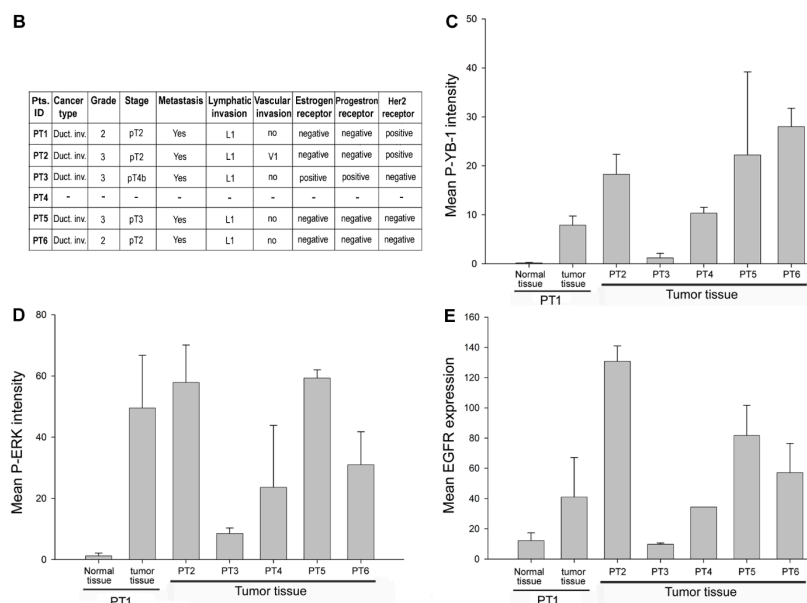 B
Pts. ID Cancer type Grade Stage Metastasis Lymphatic invasion Vascular invasion Estrogen receptor Progestron receptor Her2 receptor
PT1 Duct. inv. 2 pT2 Yes L1 no negative negative positive
PT2 Duct. inv. 3 pT2 Yes L1 V1 negative negative positive
PT3 Duct. inv. 3 pT4b Yes L1 no positive positive negative
PT4 - - - - - - - - -
PT5 Duct. inv. 3 pT3 Yes L1 no negative negative negative
PT6 Duct. inv. 2 pT2 Yes L1 no negative negative negative
C
Mean P-YB-1 intensity
50
40
30
20
10
0
Normal tissue tumor tissue PT2 PT3 PT4 PT5 PT6
PT1 Tumor tissue
D
Mean P-ERK intensity
80
60
40
20
0
Normal tissue tumor tissue PT2 PT3 PT4 PT5 PT6
PT1 Tumor tissue
E
Mean EGFR expression
160
140
120
100
80
60
40
20
0
Normal tissue tumor tissue PT2 PT3 PT4 PT5 PT6
PT1 Tumor tissue